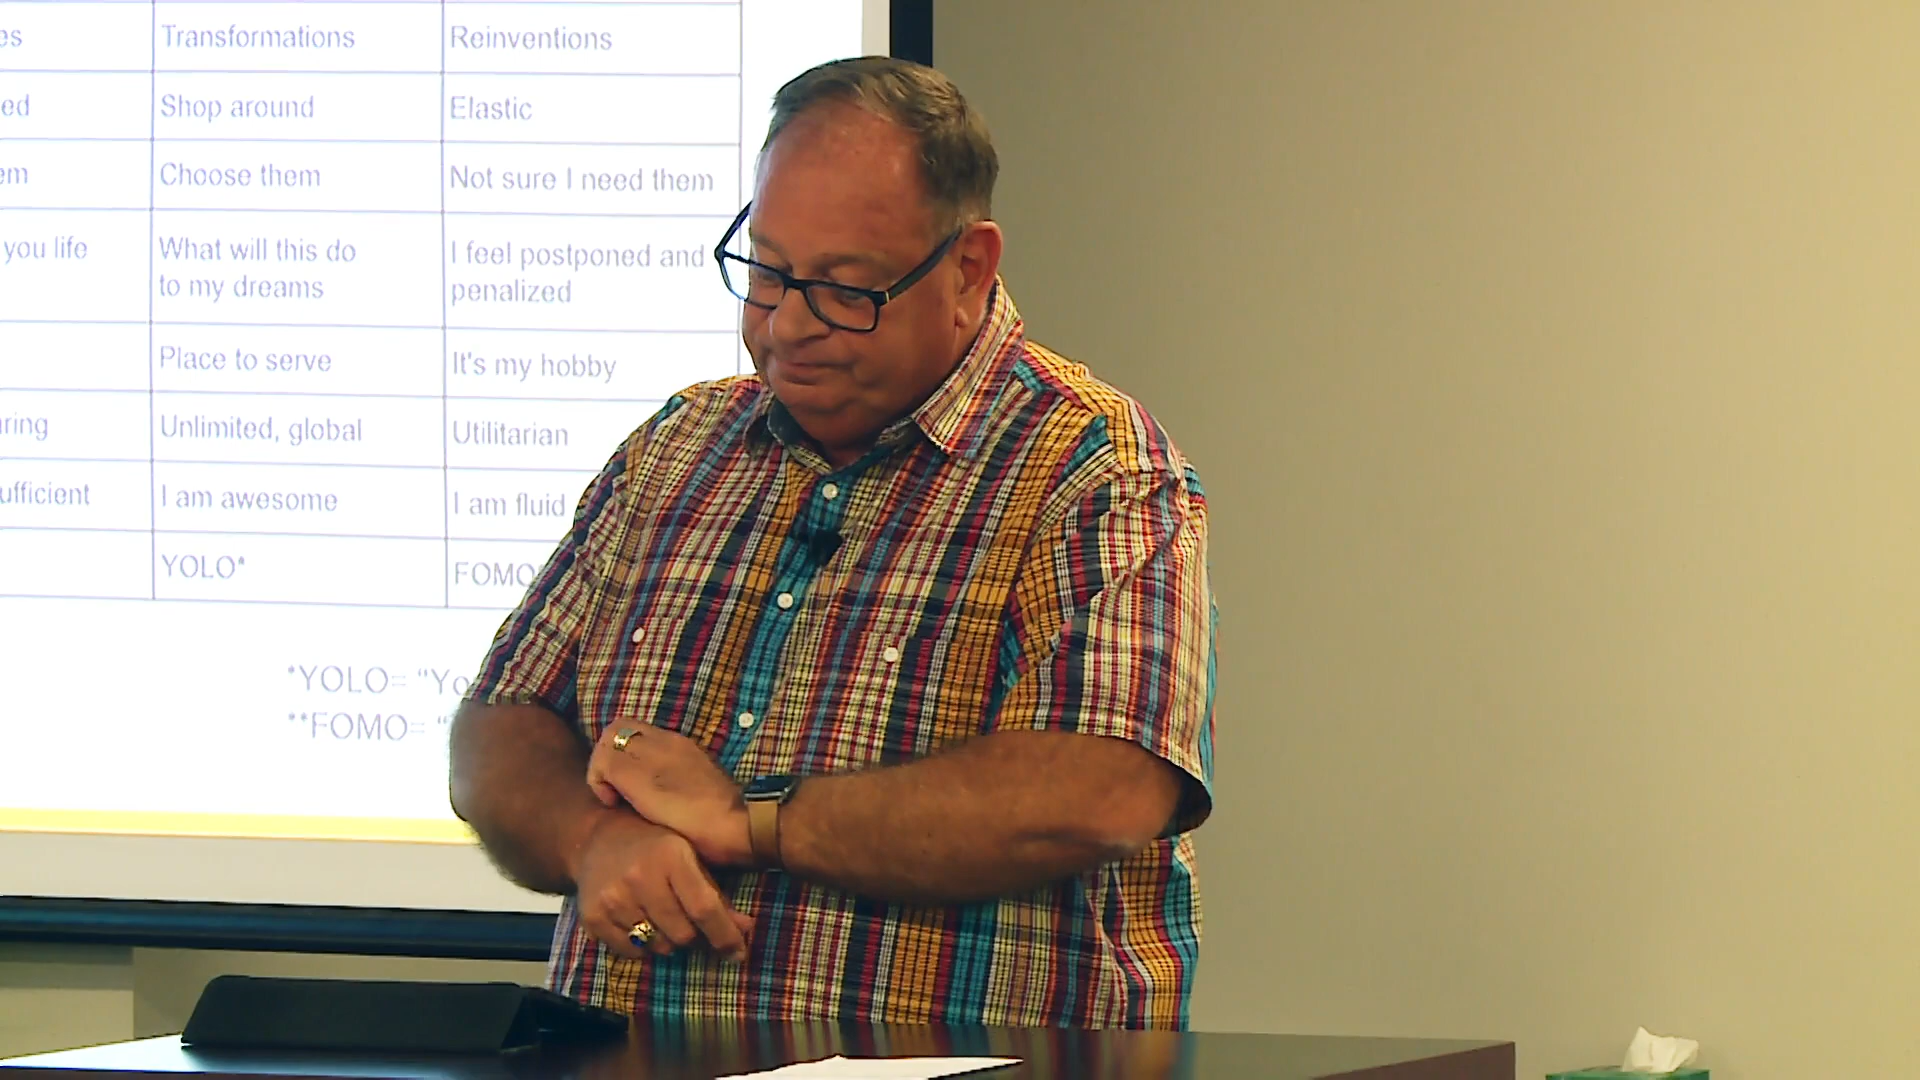 es Transformations Reinventions
ed Shop around Elastic
em Choose them Not sure I need them
you life What will this do I feel postponed and
to my dreams penalized
Place to serve It's my hobby
ring Unlimited, global Utilitarian
ufficient I am awesome I am fluid
YOLO* FOMO
*YOLO= "Yo
**FOMO= "